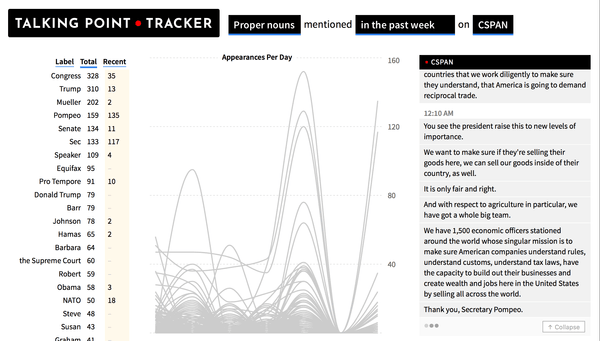 TALKING POINT • TRACKER
Proper nouns mentioned in the past week on CSPAN
Label Total Recent
Congress 328 35
Trump 310 13
Mueller 202 2
Pompeo 159 135
Senate 134 11
Sec 133 117
Speaker 109 4
Equifax 95 -
Pro Tempore 91 10
Donald Trump 79 -
Barr 79 -
Johnson 78 2
Hamas 65 2
Barbara 64 -
the Supreme Court 60 -
Robert 59 -
Obama 58 3
NATO 50 18
Steve 48 -
Susan 43 -
Graham 41 -
Appearances Per Day
160
120
80
40
• CSPAN
countries that we work diligently to make sure
they understand, that America is going to demand
reciprocal trade.
12:10 AM
You see the president raise this to new levels of
importance.
We want to make sure if they're selling their
goods here, we can sell our goods inside of their
country, as well.
It is only fair and right.
And with respect to agriculture in particular, we
have got a whole big team.
We have 1,500 economic officers stationed
around the world whose singular mission is to
make sure American companies understand rules,
understand customs, understand tax laws, have
the capacity to build out their businesses and
create wealth and jobs here in the United States
by selling all across the world.
Thank you, Secretary Pompeo.
↑ Collapse